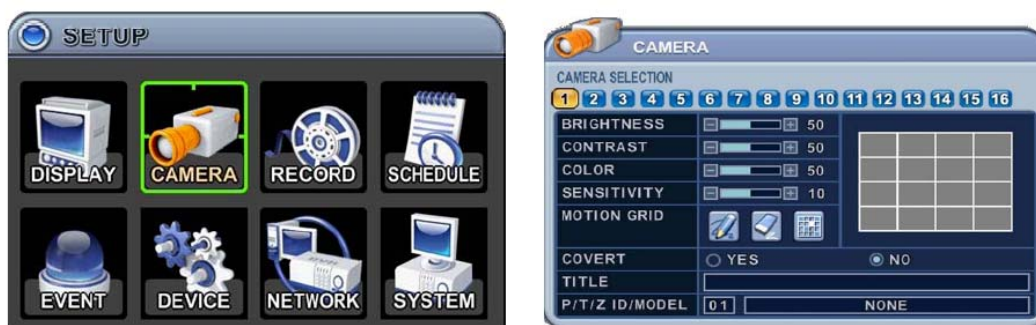 SETUP
DISPLAY CAMERA RECORD SCHEDULE
EVENT DEVICE NETWORK SYSTEM
CAMERA
CAMERA SELECTION
1 2 3 4 5 6 7 8 9 10 11 12 13 14 15 16
BRIGHTNESS 50
CONTRAST 50
COLOR 50
SENSITIVITY 10
MOTION GRID
COVERT YES NO
TITLE
P/T/Z ID/MODEL 01 NONE